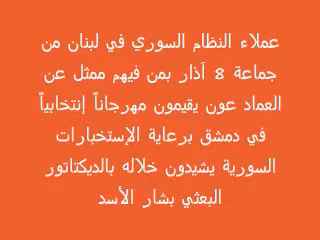 عملاء النظام السوري في لبنان من
جماعة 8 آذار بمن فيهم ممثل عن
العماد عون يقيمون مهرجاناً إنتخابياً
في دمشق برعاية الإستخبارات
السورية يشيدون خلاله بالديكتاتور
البعثي بشار الأسد